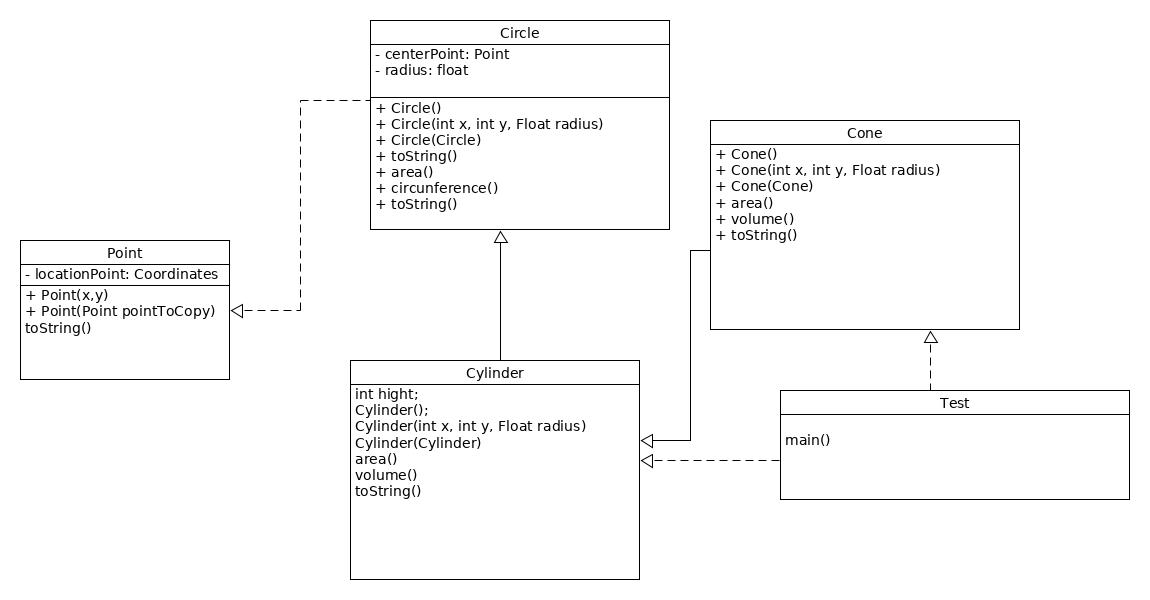 Circle
- centerPoint: Point
- radius: float
+ Circle()
+ Circle(int x, int y, Float radius)
+ Circle(Circle)
+ toString()
+ area()
+ circunference()
+ toString()
Cone
+ Cone()
+ Cone(int x, int y, Float radius)
+ Cone(Cone)
+ area()
+ volume()
+ toString()
Point
- locationPoint: Coordinates
+ Point(x,y)
+ Point(Point pointToCopy)
toString()
Cylinder
int hight;
Cylinder();
Cylinder(int x, int y, Float radius)
Cylinder(Cylinder)
area()
volume()
toString()
Test
main()